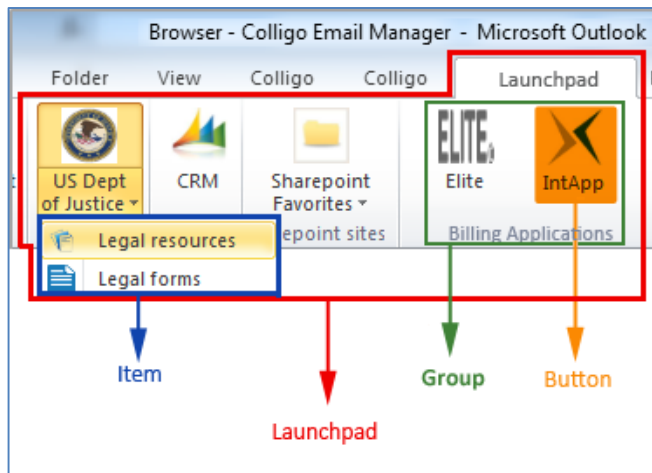 Browser - Colligo Email Manager - Microsoft Outlook
Folder View Colligo Colligo Launchpad
ELITE
US Dept of Justice
CRM
Sharepoint Favorites
Elite
IntApp
Legal resources
epoint sites
Billing Applications
Legal forms
Item
Group
Button
Launchpad